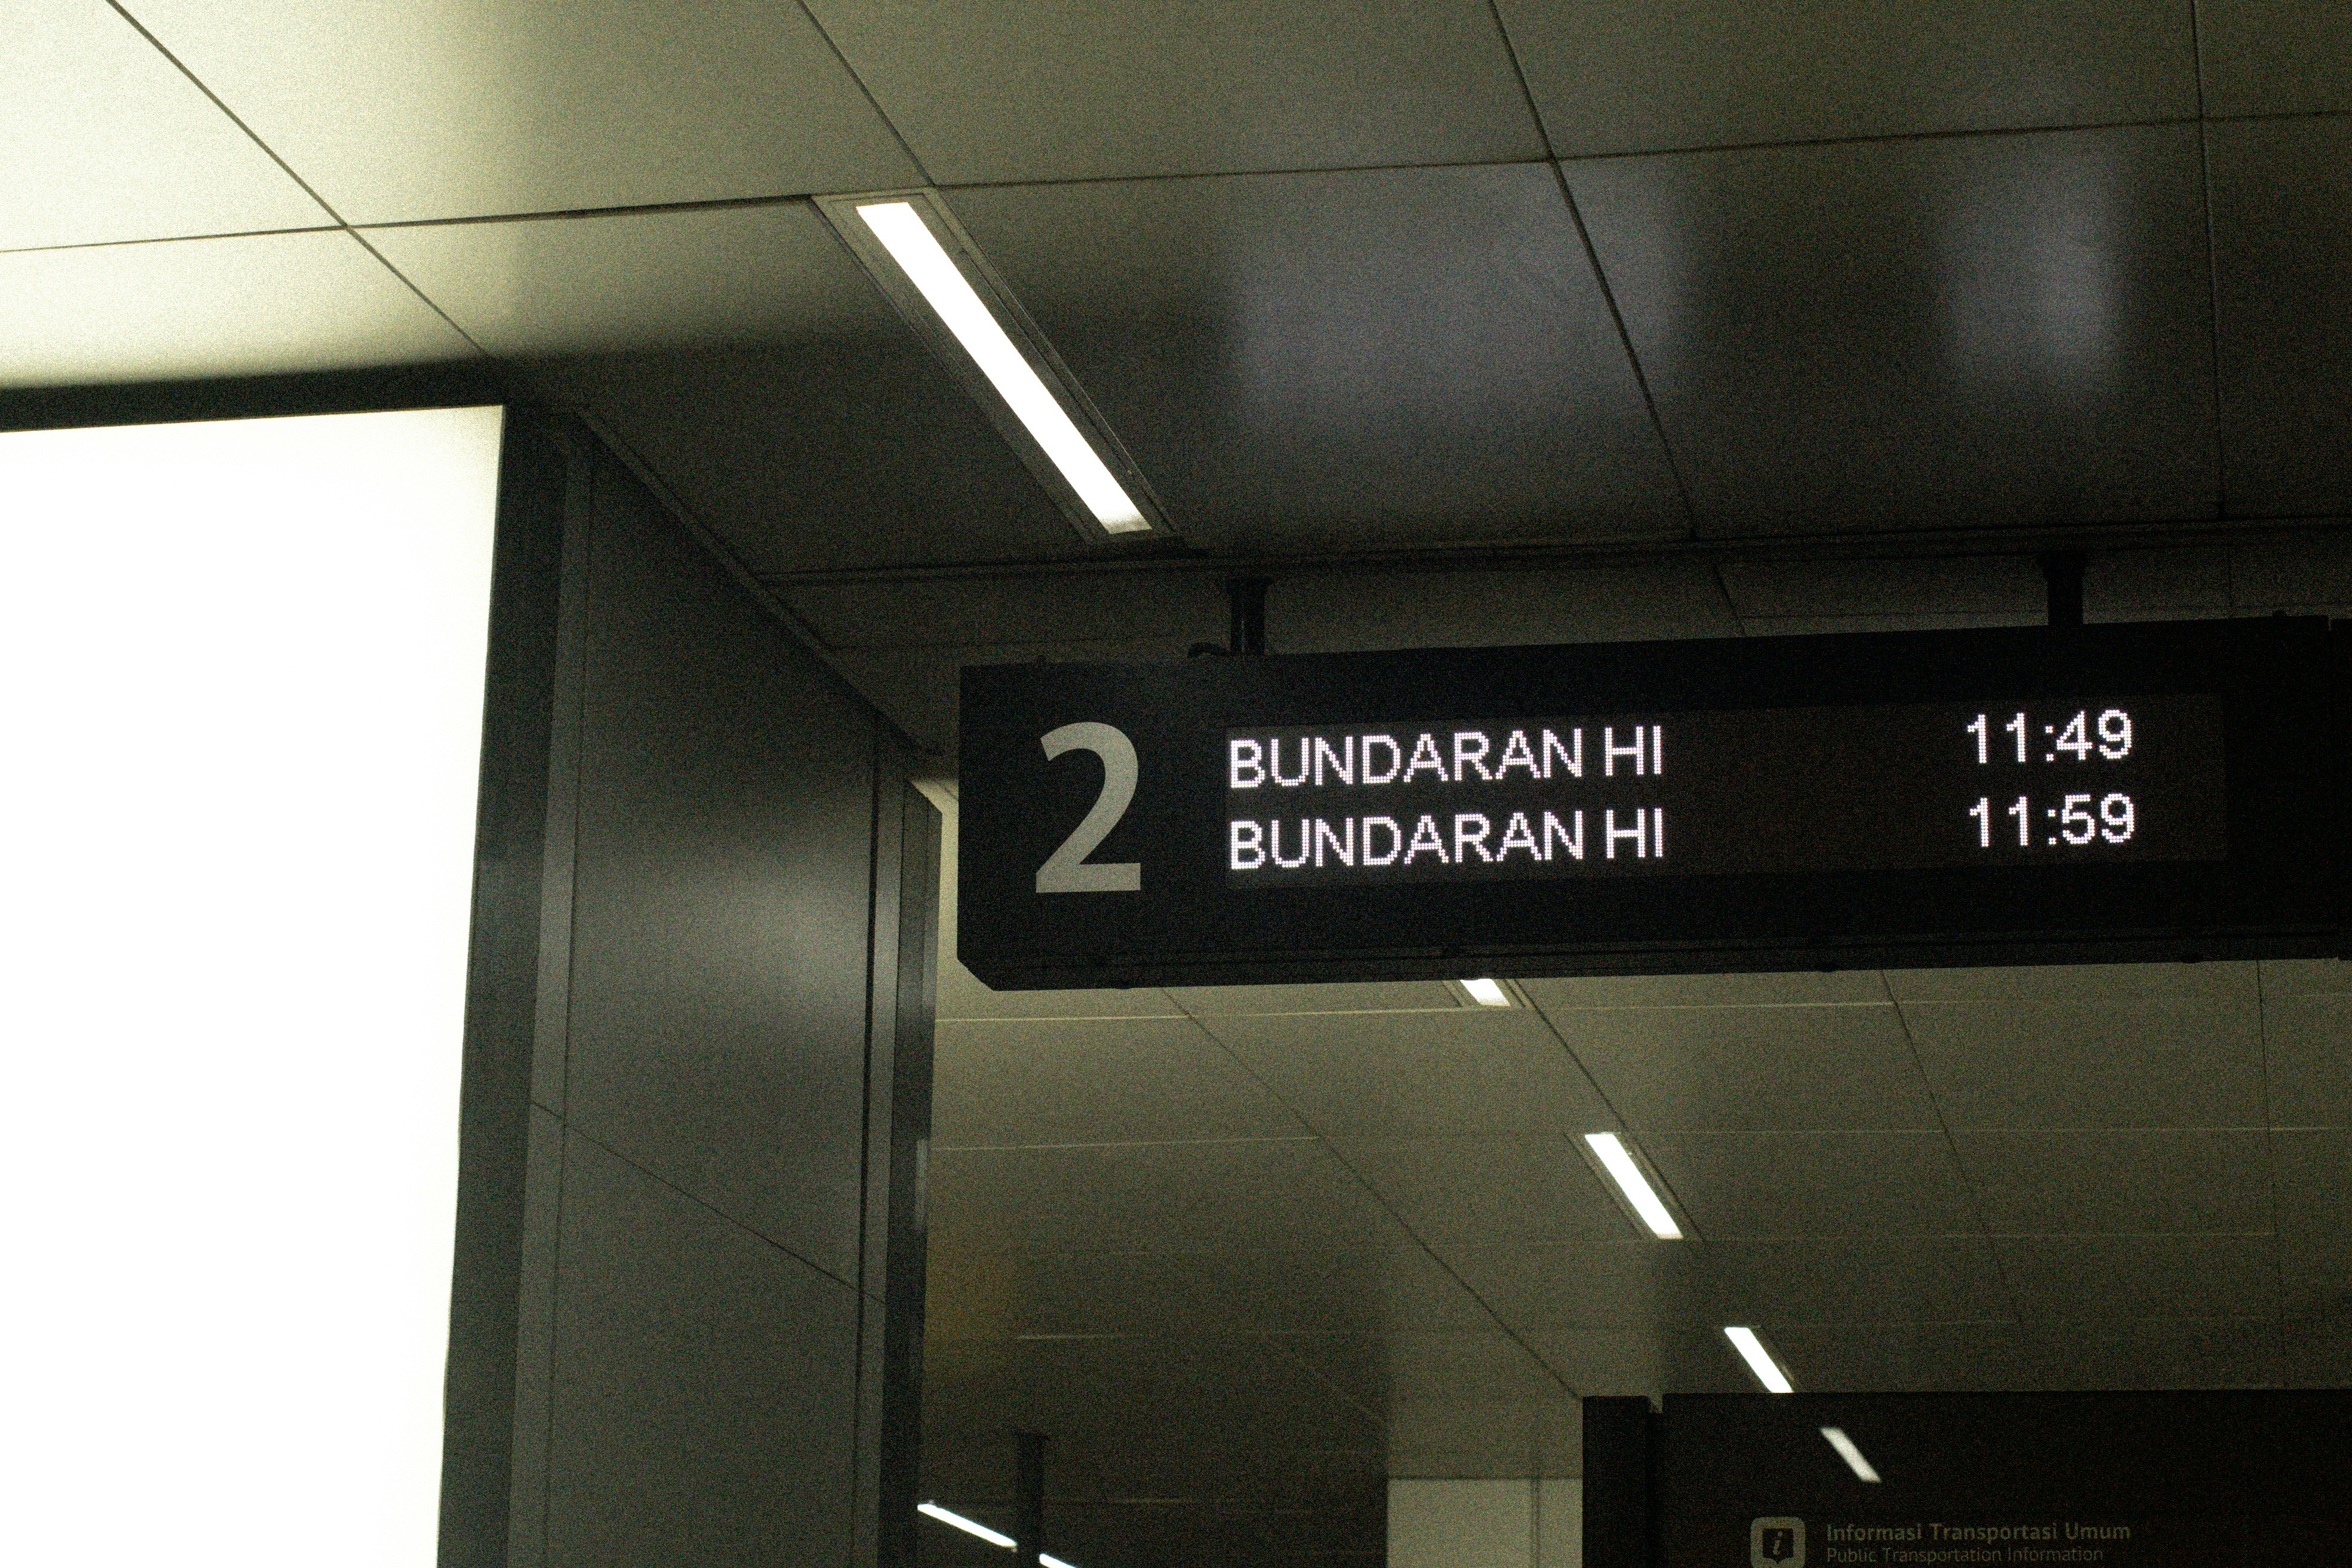 2
BUNDARAN HI 11:49
BUNDARAN HI 11:59
i
Informasi Transportasi Umum
Public Transportation Information